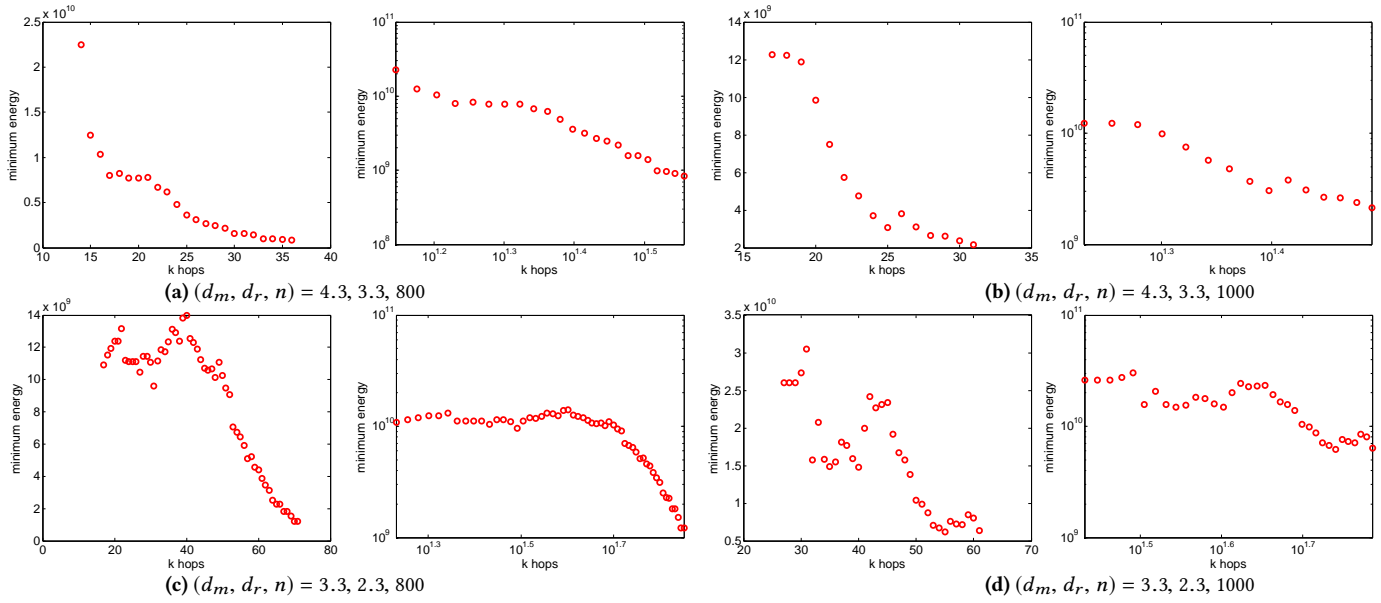 x 10^10
2.5
2
1.5
1
0.5
0
10 15 20 25 30 35 40
minimum energy
k hops
10^10
10^9
10^8
10^1.2 10^1.3 10^1.4 10^1.5
minimum energy
k hops
(a) (d_m, d_r, n) = 4.3, 3.3, 800
x 10^9
14
12
10
8
6
4
2
15 20 25 30 35
minimum energy
k hops
10^11
10^10
10^9
10^1.3 10^1.4
minimum energy
k hops
(b) (d_m, d_r, n) = 4.3, 3.3, 1000
x 10^9
14
12
10
8
6
4
2
0
0 20 40 60 80
minimum energy
k hops
10^11
10^10
10^9
10^1.3 10^1.5 10^1.7
minimum energy
k hops
(c) (d_m, d_r, n) = 3.3, 2.3, 800
x 10^10
3.5
3
2.5
2
1.5
1
0.5
20 30 40 50 60 70
minimum energy
k hops
10^11
10^10
10^9
10^1.5 10^1.6 10^1.7
minimum energy
k hops
(d) (d_m, d_r, n) = 3.3, 2.3, 1000